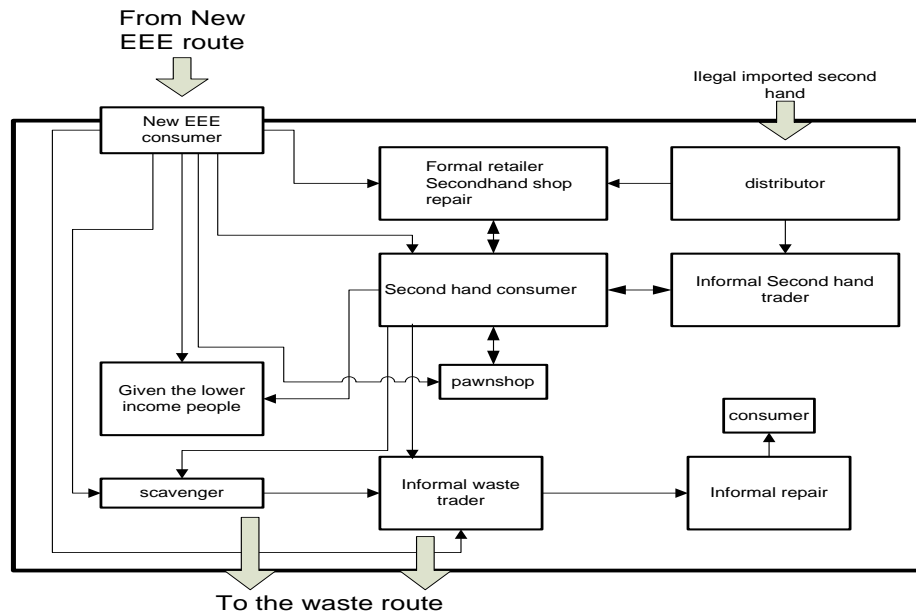 From New
EEE route
Ilegal imported second
hand
New EEE
consumer
Formal retailer
Secondhand shop
repair
distributor
Second hand consumer
Informal Second hand
trader
Given the lower
income people
pawnshop
consumer
scavenger
Informal waste
trader
Informal repair
To the waste route